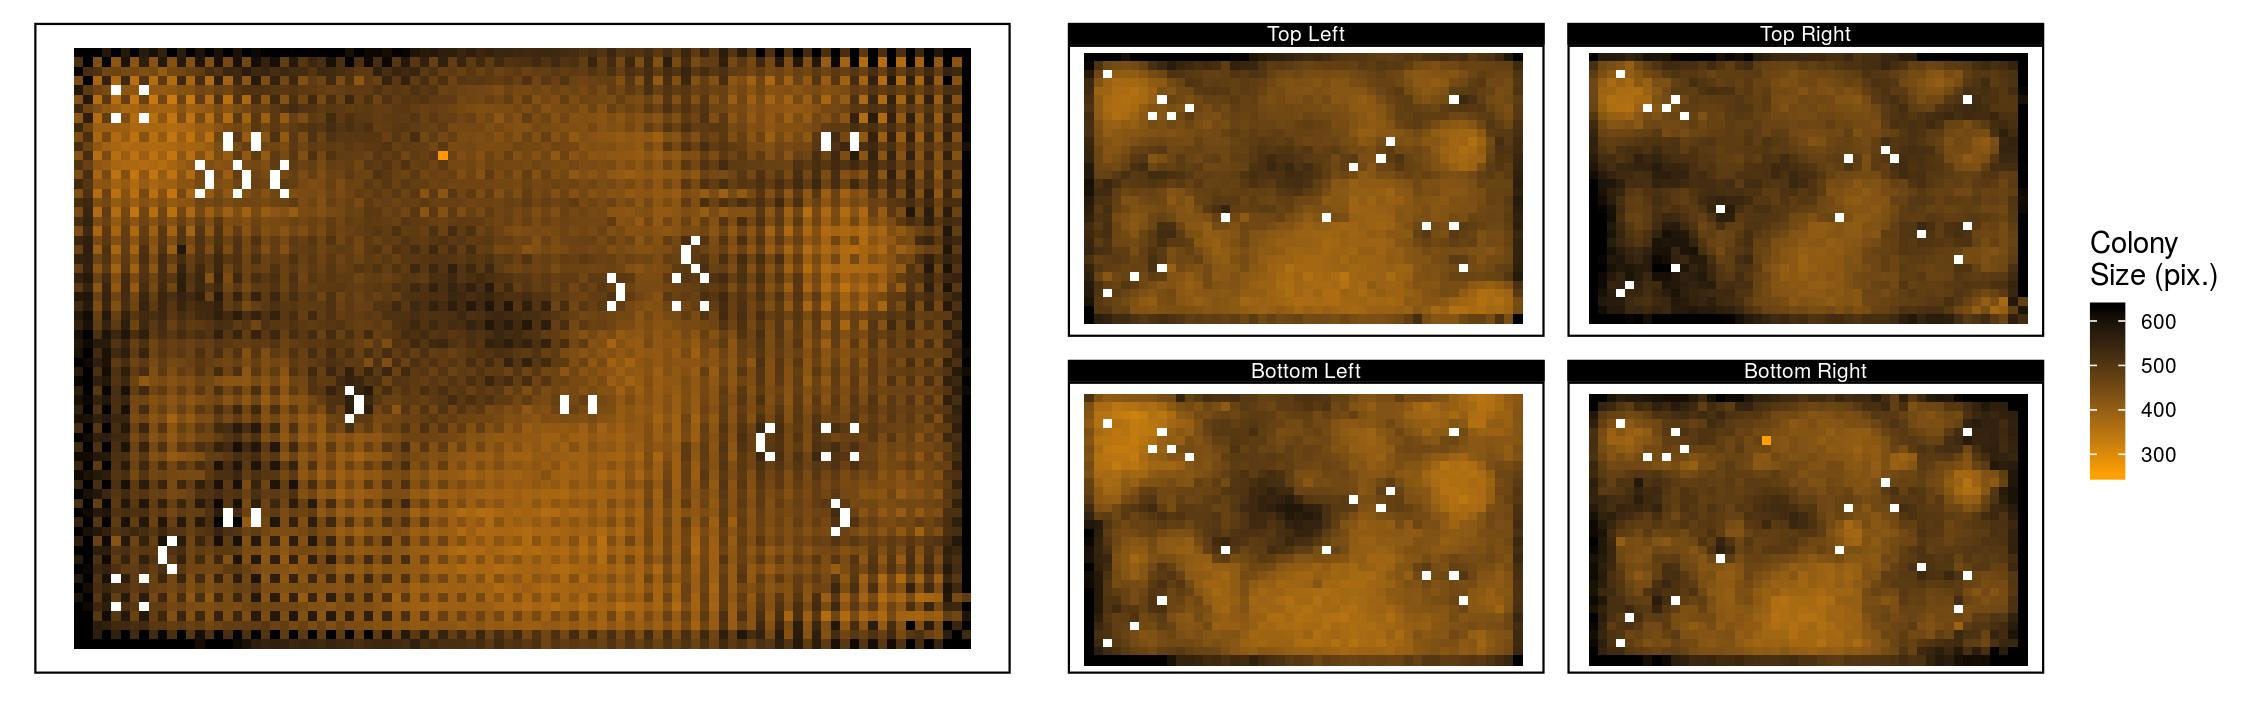 Top Left
Top Right
Bottom Left
Bottom Right
Colony
Size (pix.)
600
500
400
300